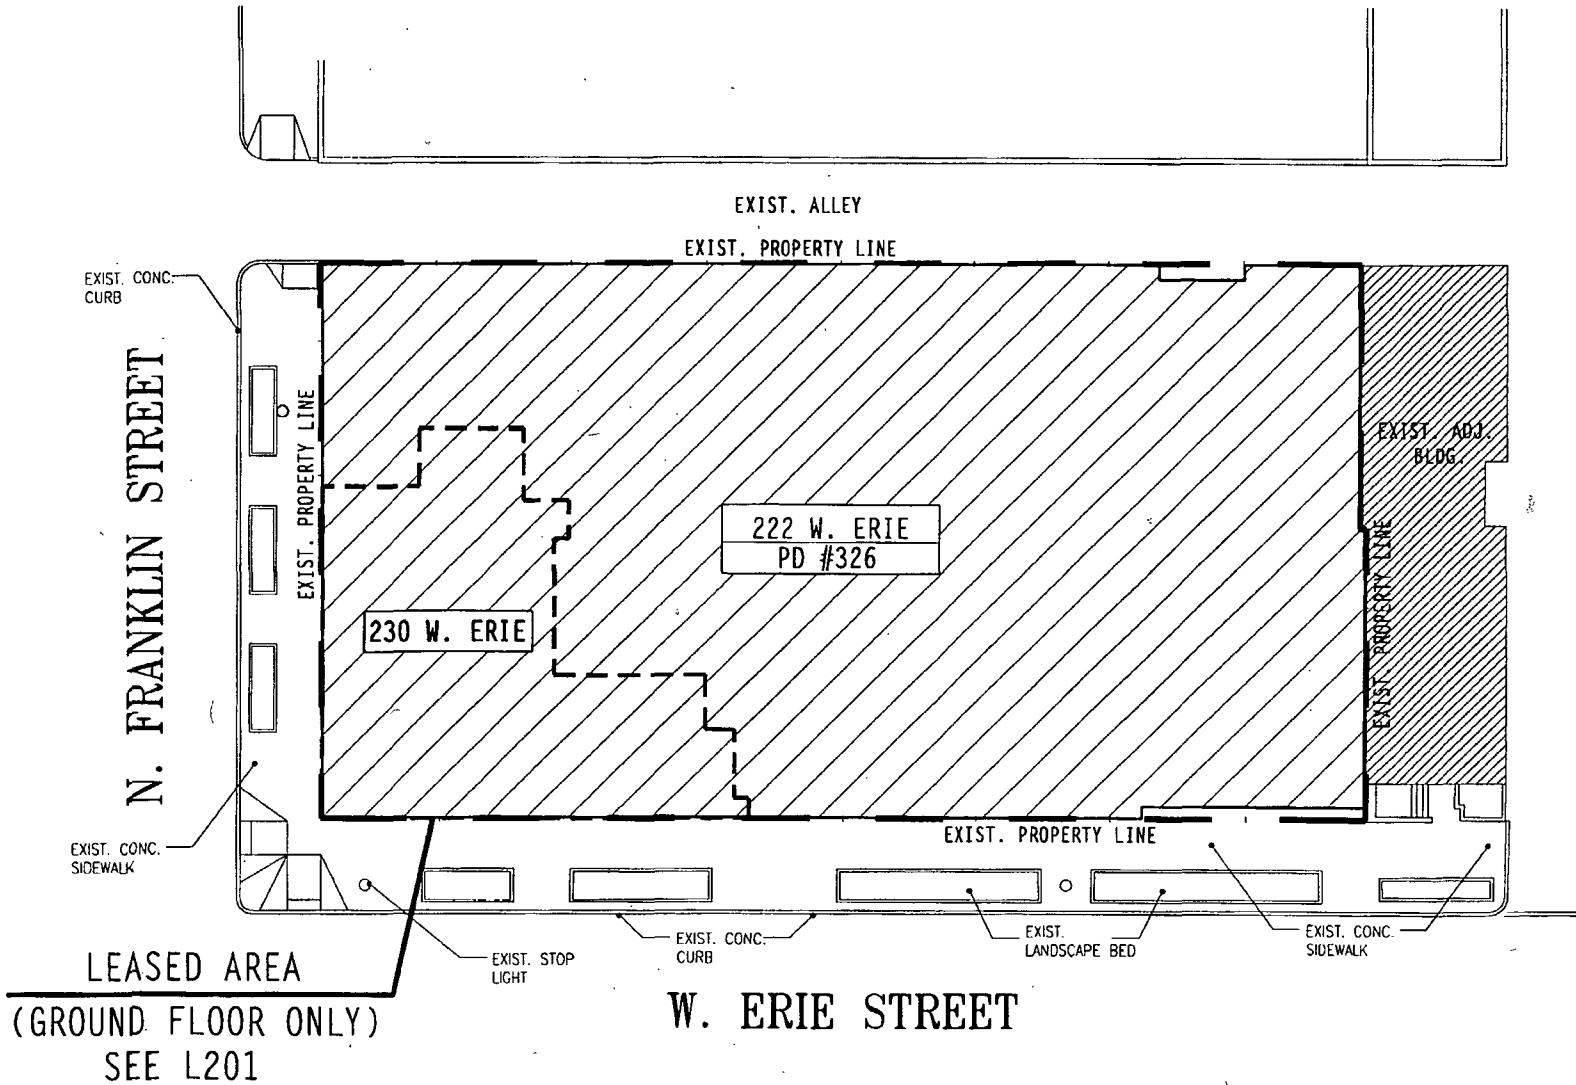 EXIST. ALLEY
EXIST. PROPERTY LINE
EXIST. CONC.
CURB
N. FRANKLIN STREET
EXIST. PROPERTY LINE
EXIST. ADJ.
BLDG.
222 W. ERIE
PD #326
230 W. ERIE
EXIST. PROPERTY LINE
EXIST. PROPERTY LINE
EXIST. CONC.
SIDEWALK
EXIST. STOP
LIGHT
EXIST. CONC.
CURB
EXIST.
LANDSCAPE BED
EXIST. CONC.
SIDEWALK
LEASED AREA
(GROUND FLOOR ONLY)
SEE L201
W. ERIE STREET